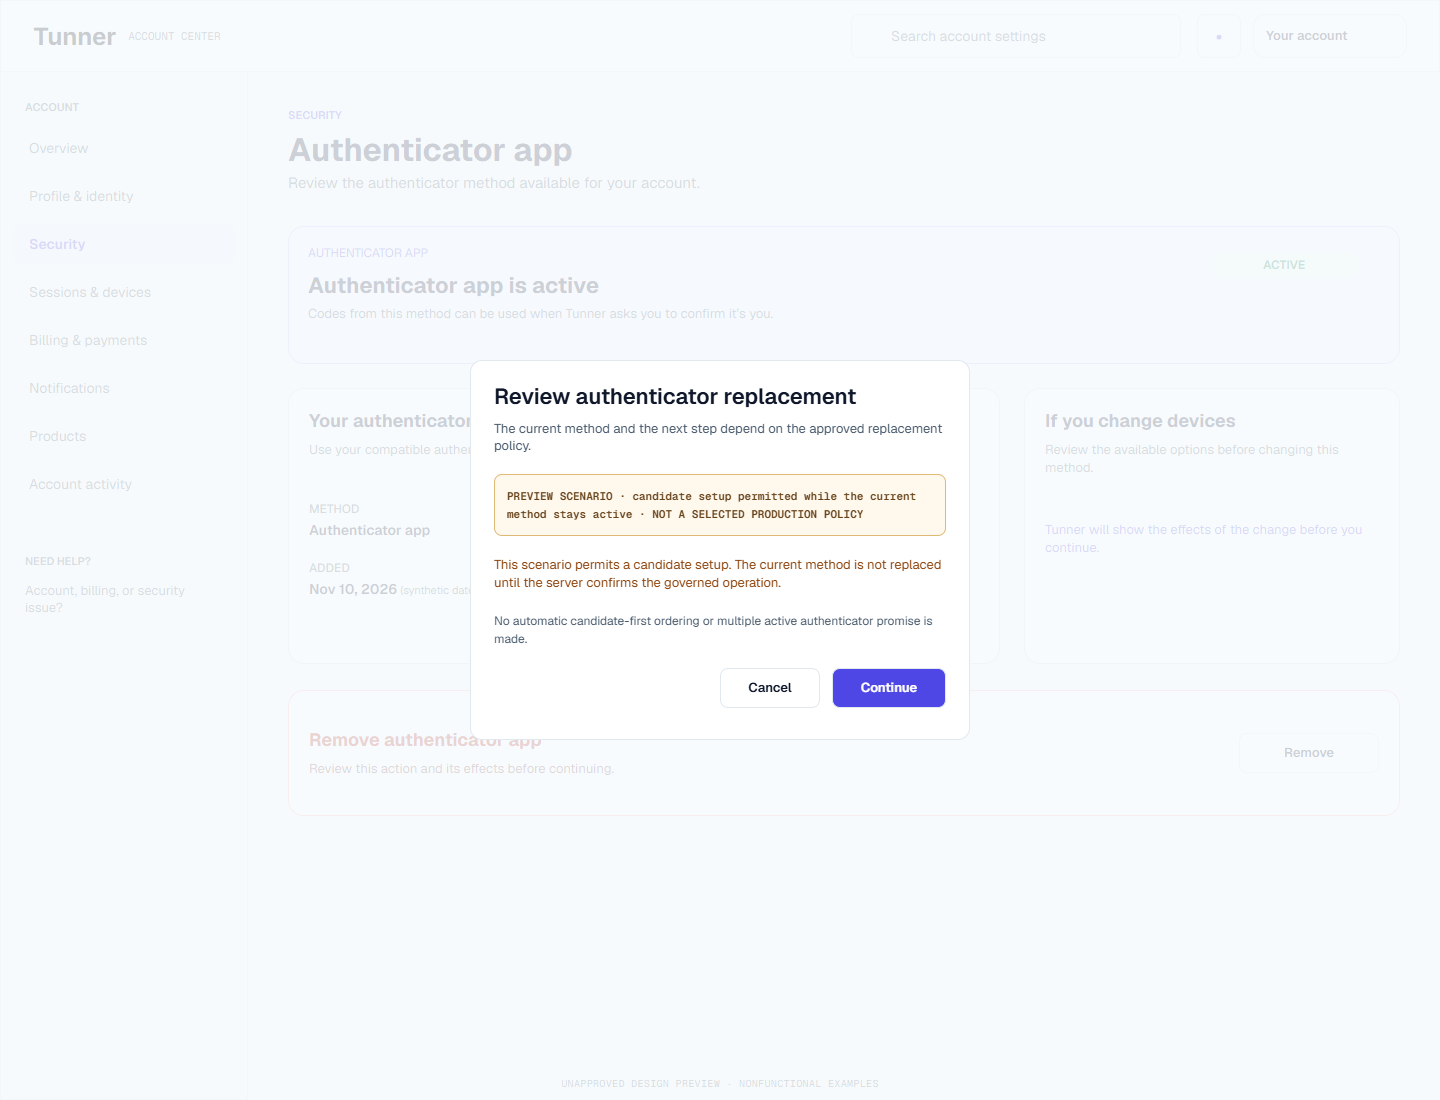 Tunner ACCOUNT CENTER
Search account settings
Your account
ACCOUNT
Overview
Profile & identity
Security
Sessions & devices
Billing & payments
Notifications
Products
Account activity
NEED HELP?
Account, billing, or security
issue?
SECURITY
Authenticator app
Review the authenticator method available for your account.
AUTHENTICATOR APP
Authenticator app is active
Codes from this method can be used when Tunner asks you to confirm it's you.
ACTIVE
Your authenticator
Use your compatible
METHOD
Authenticator app
ADDED
Nov 10, 2026 (synthetic
If you change devices
Review the available options before changing this
method.
Tunner will show the effects of the change before you
continue.
Review authenticator replacement
The current method and the next step depend on the approved replacement
policy.
PREVIEW SCENARIO · candidate setup permitted while the current
method stays active · NOT A SELECTED PRODUCTION POLICY
This scenario permits a candidate setup. The current method is not replaced
until the server confirms the governed operation.
No automatic candidate-first ordering or multiple active authenticator promise is
made.
Cancel
Continue
Remove authenticator app
Review this action and its effects before continuing.
Remove
UNAPPROVED DESIGN PREVIEW - NONFUNCTIONAL EXAMPLES